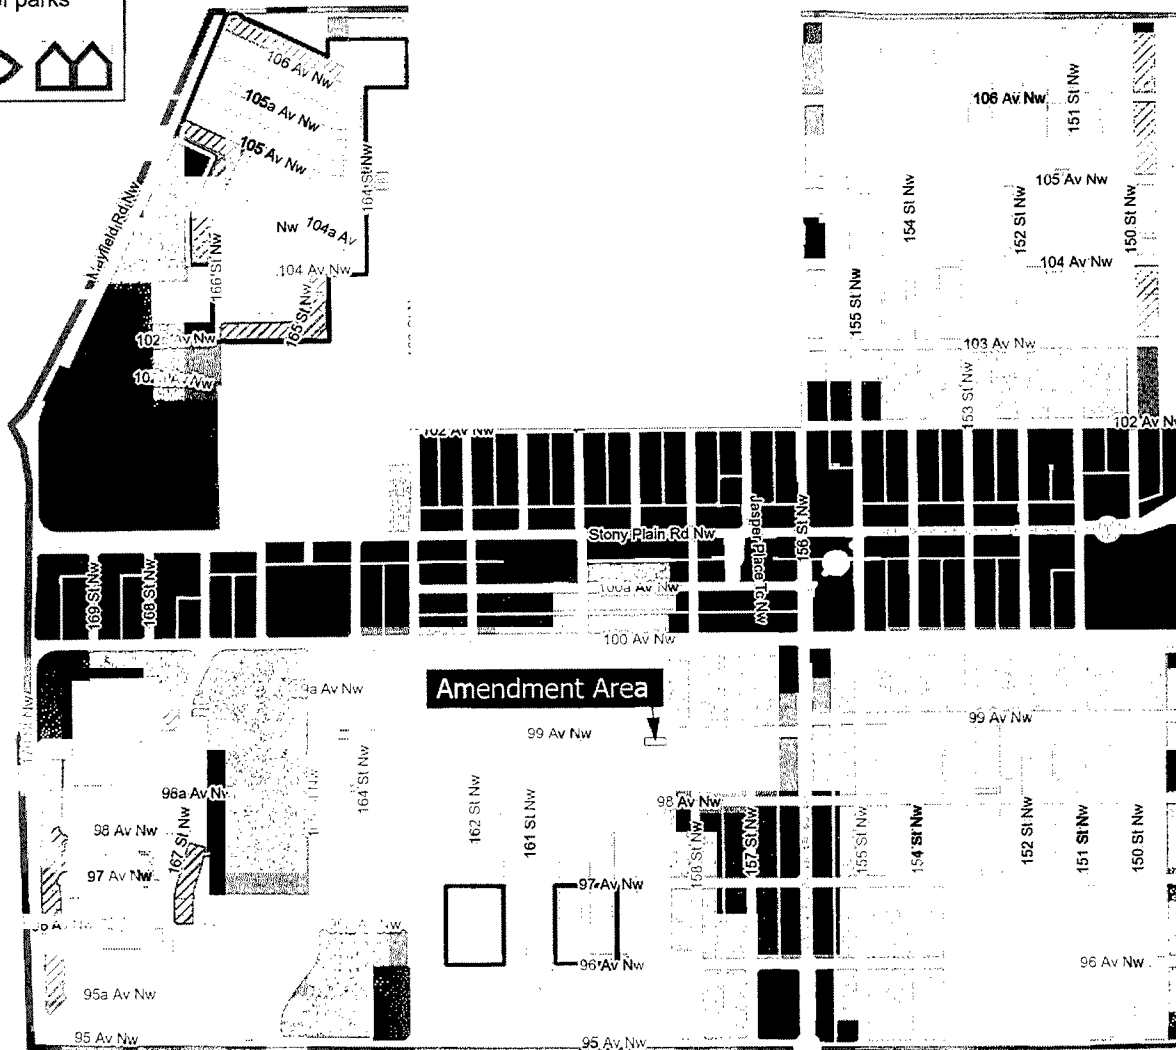 parks
106 Av Nw
105a Av Nw
105 Av Nw
164 St Nw
Mayfield Rd Nw
Nw
104a Av
104 Av Nw
166 St Nw
165 St Nw
106 Av Nw
151 St Nw
105 Av Nw
154 St Nw
152 St Nw
150 St Nw
104 Av Nw
155 St Nw
103 Av Nw
153 St Nw
102 Av Nw
102 Av Nw
Stony Plain Rd Nw
Jasper Place Tc Nw
156 St Nw
100a Av Nw
169 St Nw
168 St Nw
100 Av Nw
Amendment Area
99 Av Nw
99 Av Nw
98a Av Nw
164 St Nw
162 St Nw
161 St Nw
98 Av Nw
98 Av Nw
97 Av Nw
167 St Nw
158 St Nw
157 St Nw
155 St Nw
154 St Nw
152 St Nw
151 St Nw
150 St Nw
97 Av Nw
96 Av Nw
96 Av Nw
95a Av Nw
95 Av Nw
95 Av Nw